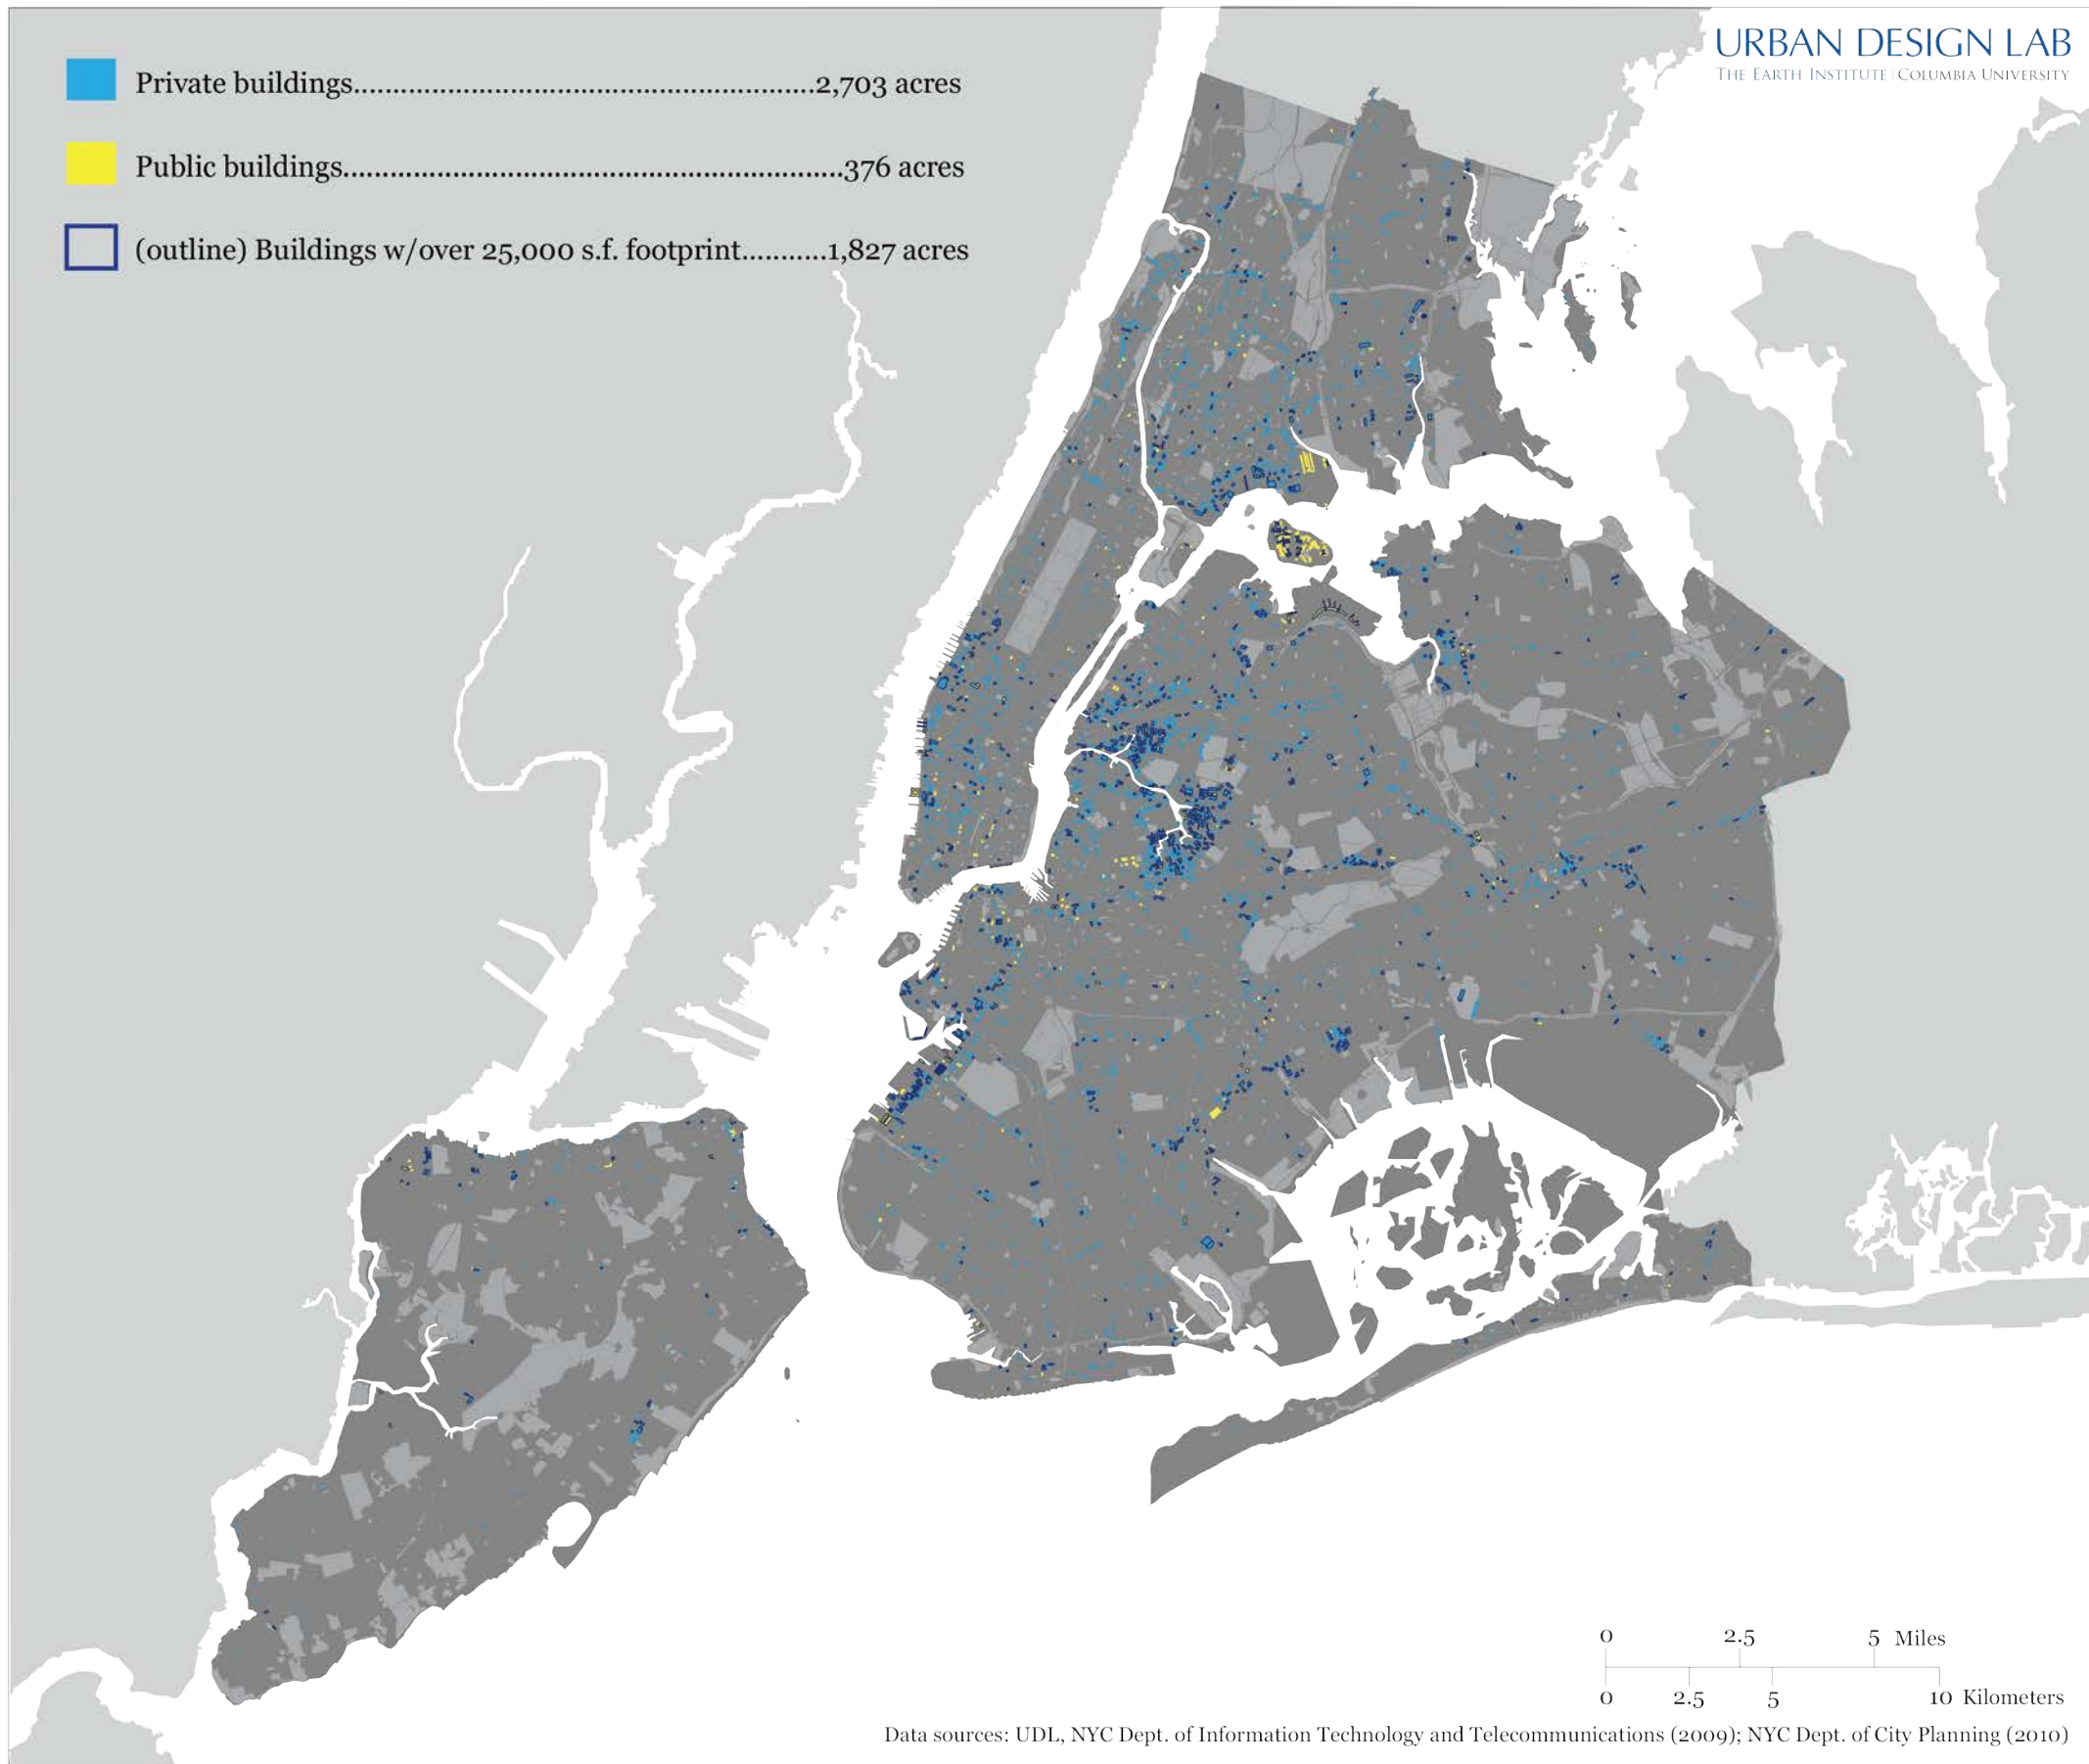 URBAN DESIGN LAB
THE EARTH INSTITUTE | COLUMBIA UNIVERSITY
Private buildings............................................................2,703 acres
Public buildings.................................................................376 acres
(outline) Buildings w/over 25,000 s.f. footprint...........1,827 acres
0 2.5 5 Miles
0 2.5 5 10 Kilometers
Data sources: UDL, NYC Dept. of Information Technology and Telecommunications (2009); NYC Dept. of City Planning (2010)